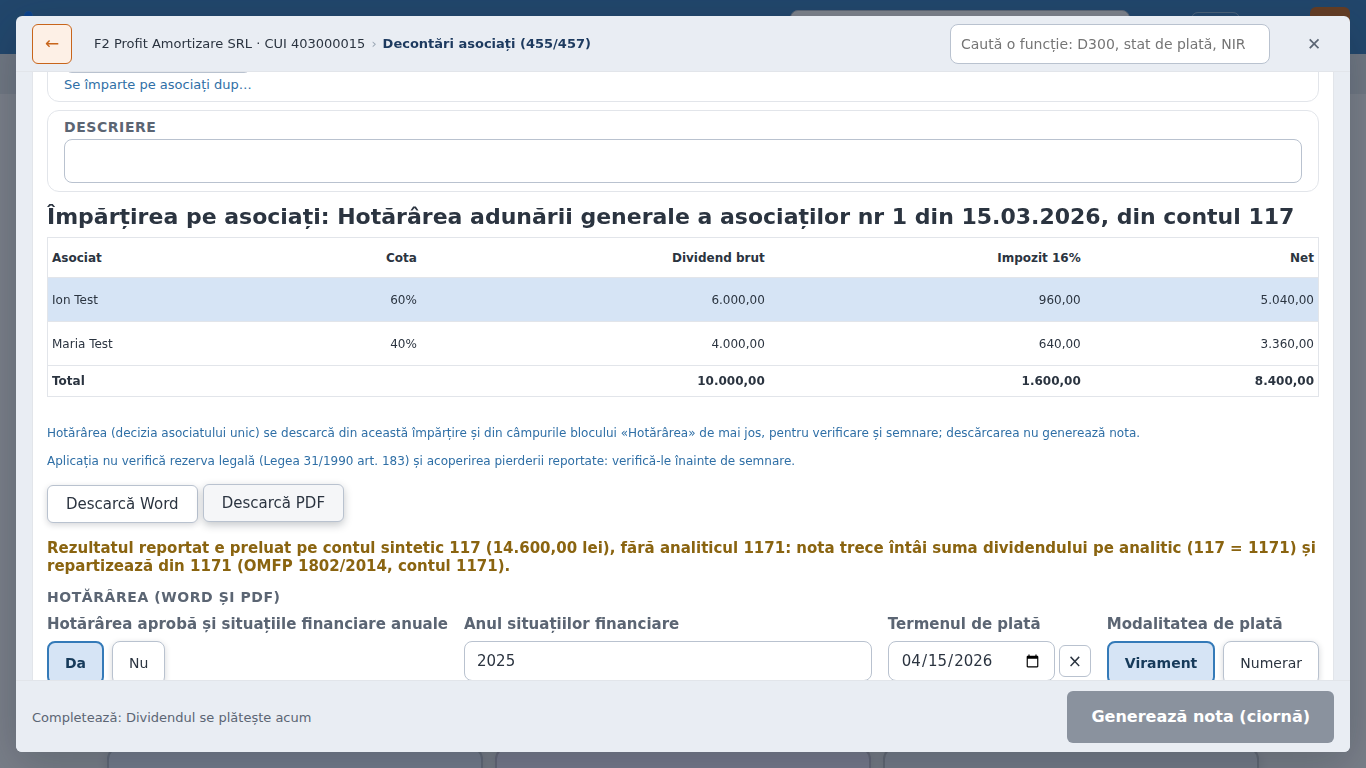 ←
F2 Profit Amortizare SRL · CUI 403000015 › Decontări asociați (455/457)
Caută o funcție: D300, stat de plată, NIR
✕
Se împarte pe asociați dup…
DESCRIERE
Împărțirea pe asociați: Hotărârea adunării generale a asociaților nr 1 din 15.03.2026, din contul 117
Asociat Cota Dividend brut Impozit 16% Net
Ion Test 60% 6.000,00 960,00 5.040,00
Maria Test 40% 4.000,00 640,00 3.360,00
Total 10.000,00 1.600,00 8.400,00
Hotărârea (decizia asociatului unic) se descarcă din această împărțire și din câmpurile blocului «Hotărârea» de mai jos, pentru verificare și semnare; descărcarea nu generează nota.
Aplicația nu verifică rezerva legală (Legea 31/1990 art. 183) și acoperirea pierderii reportate: verifică-le înainte de semnare.
Descarcă Word Descarcă PDF
Rezultatul reportat e preluat pe contul sintetic 117 (14.600,00 lei), fără analiticul 1171: nota trece întâi suma dividendului pe analitic (117 = 1171) și
repartizează din 1171 (OMFP 1802/2014, contul 1171).
HOTĂRÂREA (WORD ȘI PDF)
Hotărârea aprobă și situațiile financiare anuale Anul situațiilor financiare Termenul de plată Modalitatea de plată
Da Nu 2025 04/15/2026 ✕ Virament Numerar
Completează: Dividendul se plătește acum
Generează nota (ciornă)